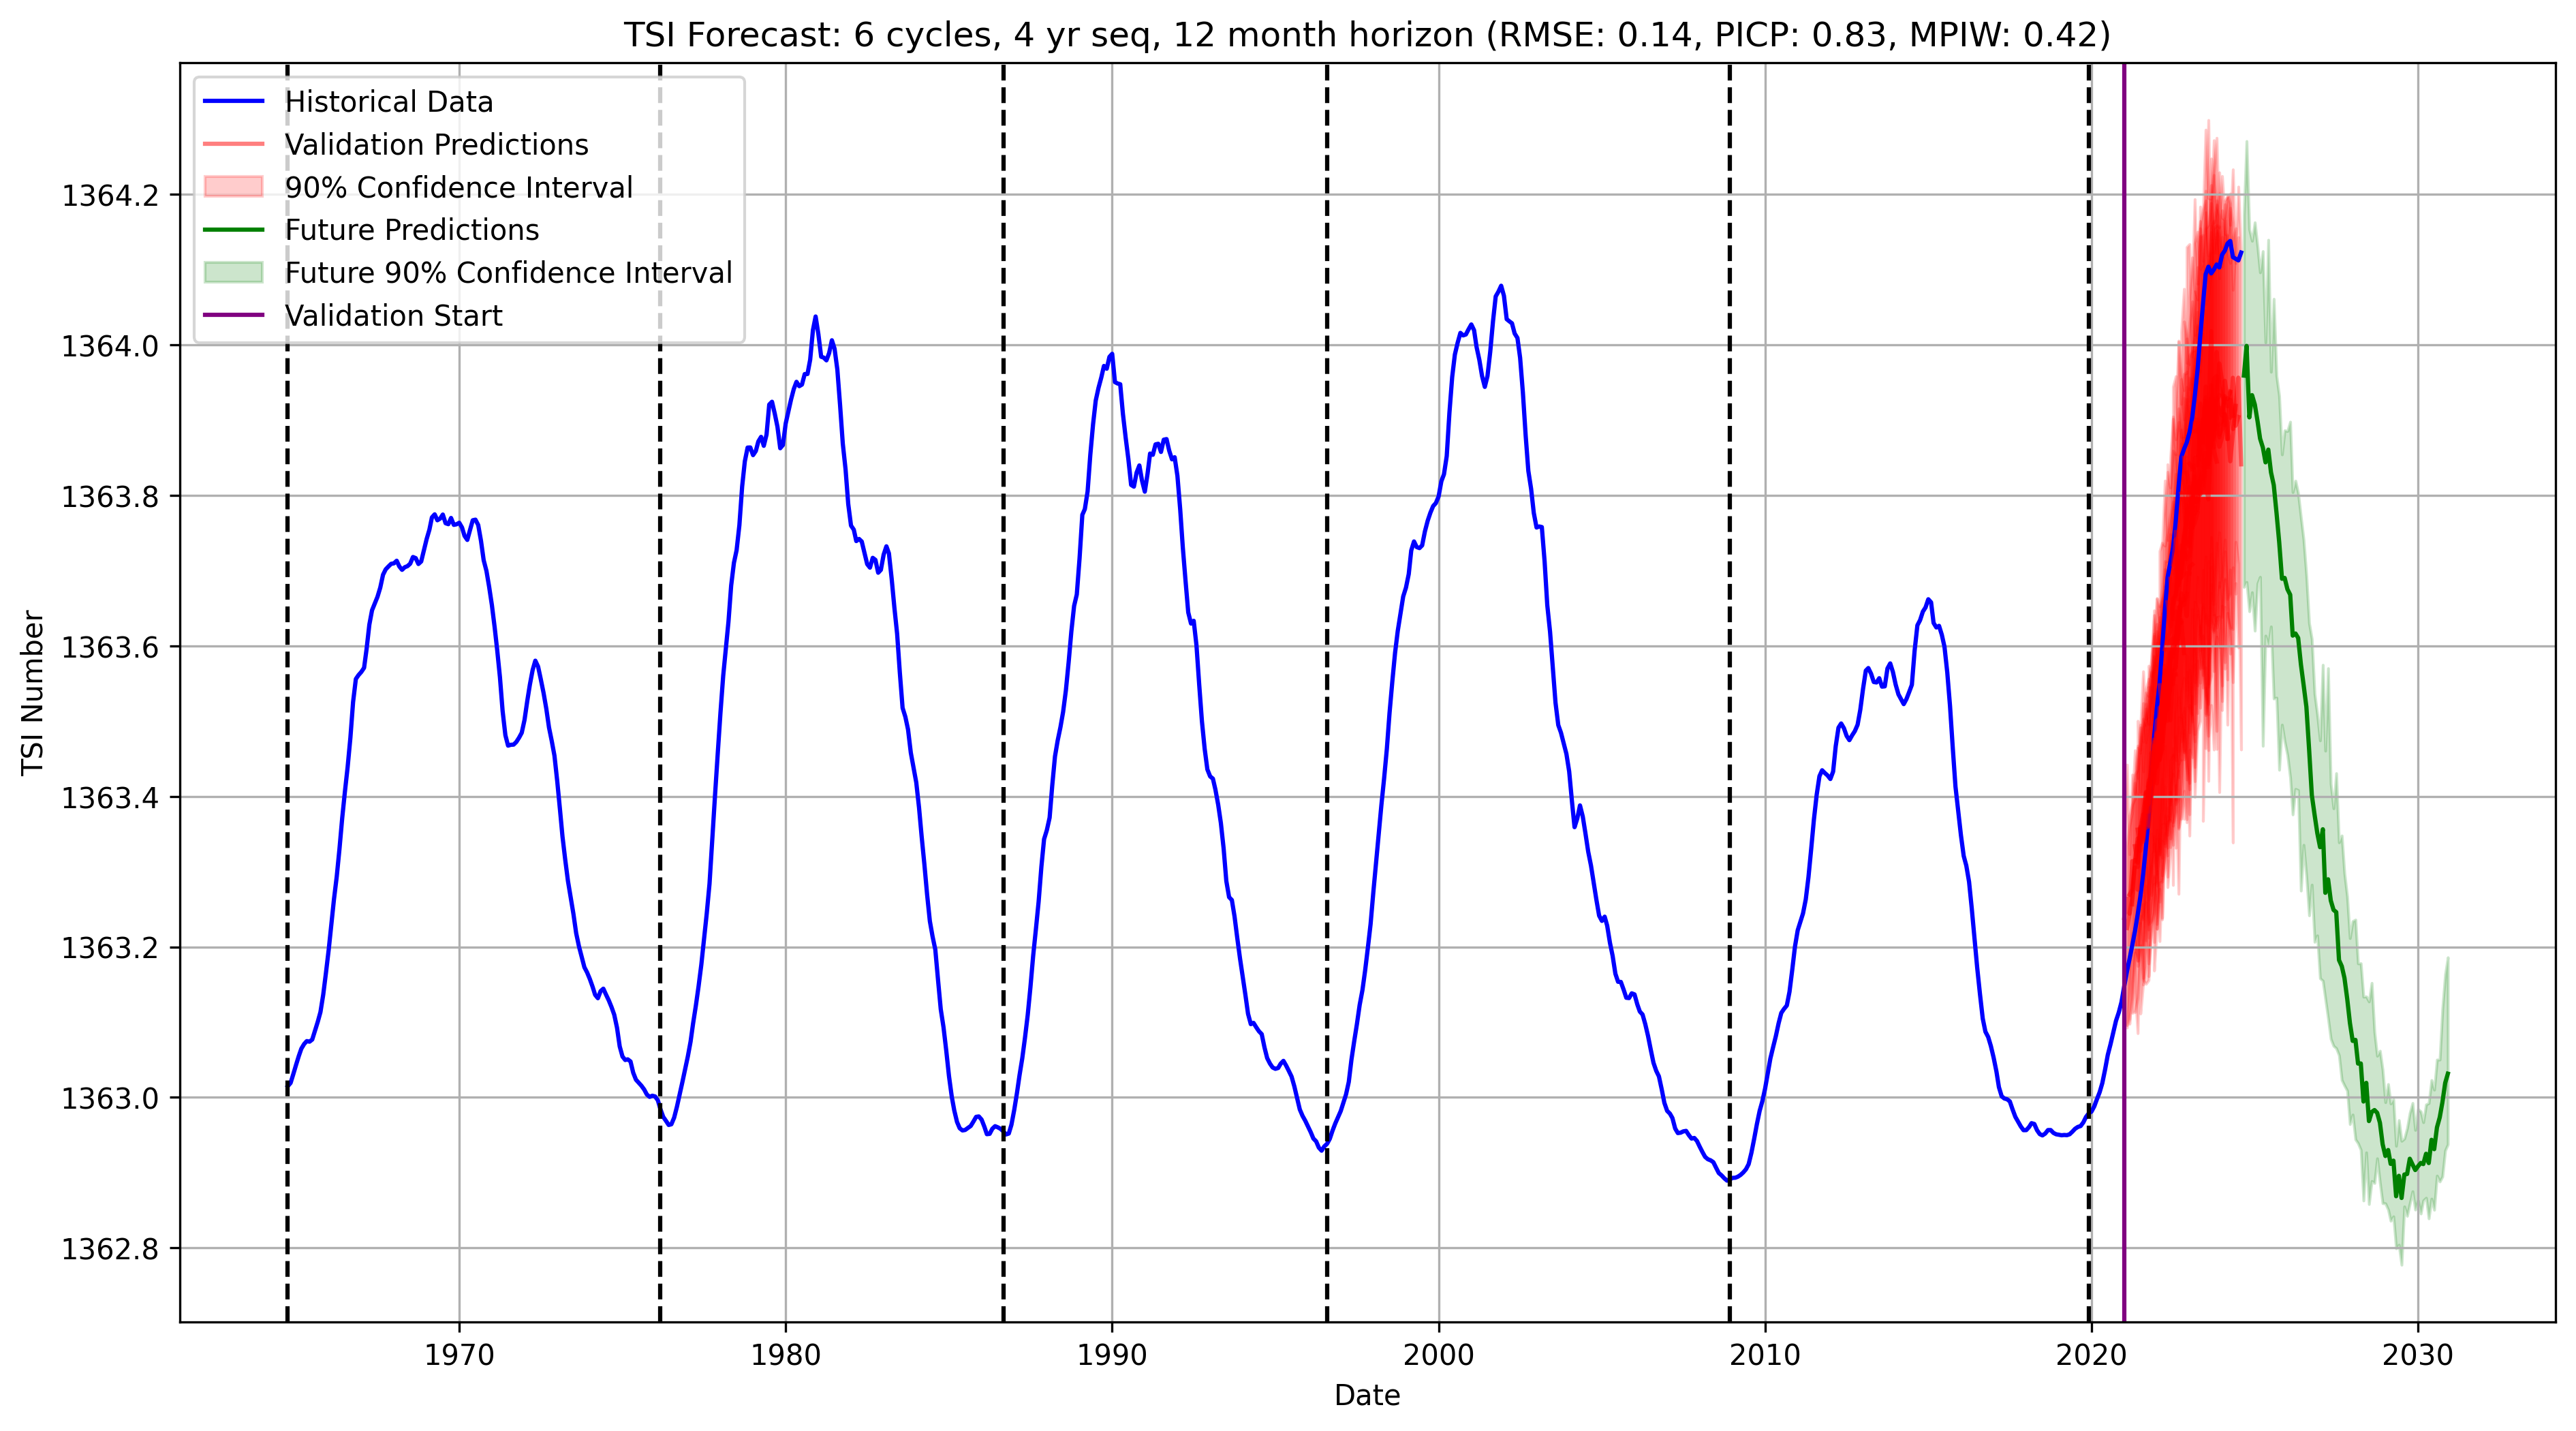 TSI Forecast: 6 cycles, 4 yr seq, 12 month horizon (RMSE: 0.14, PICP: 0.83, MPIW: 0.42)
Historical Data
Validation Predictions
90% Confidence Interval
Future Predictions
Future 90% Confidence Interval
Validation Start
1364.2
1364.0
1363.8
1363.6
1363.4
1363.2
1363.0
1362.8
TSI Number
1970
1980
1990
2000
2010
2020
2030
Date